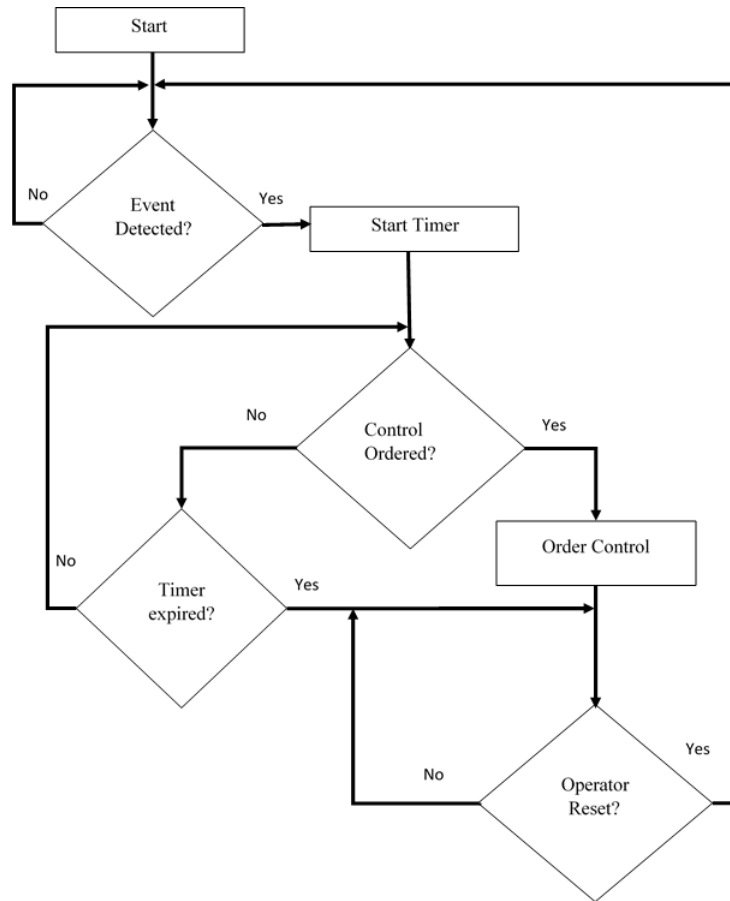 Start
No
Event
Detected?
Yes
Start Timer
No
Control
Ordered?
Yes
Order Control
No
Timer
expired?
Yes
No
Operator
Reset?
Yes